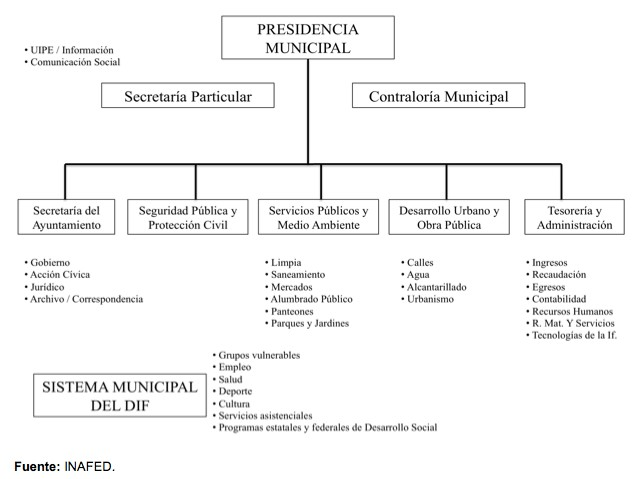 PRESIDENCIA
MUNICIPAL
• UIPE / Información
• Comunicación Social
Secretaría Particular
Contraloría Municipal
Secretaría del
Ayuntamiento
Seguridad Pública y
Protección Civil
Servicios Públicos y
Medio Ambiente
Desarrollo Urbano y
Obra Pública
Tesorería y
Administración
• Gobierno
• Acción Cívica
• Jurídico
• Archivo / Correspondencia
• Limpia
• Saneamiento
• Mercados
• Alumbrado Público
• Panteones
• Parques y Jardines
• Calles
• Agua
• Alcantarillado
• Urbanismo
• Ingresos
• Recaudación
• Egresos
• Contabilidad
• Recursos Humanos
• R. Mat. Y Servicios
• Tecnologías de la If.
SISTEMA MUNICIPAL
DEL DIF
• Grupos vulnerables
• Empleo
• Salud
• Deporte
• Cultura
• Servicios asistenciales
• Programas estatales y federales de Desarrollo Social
Fuente: INAFED.